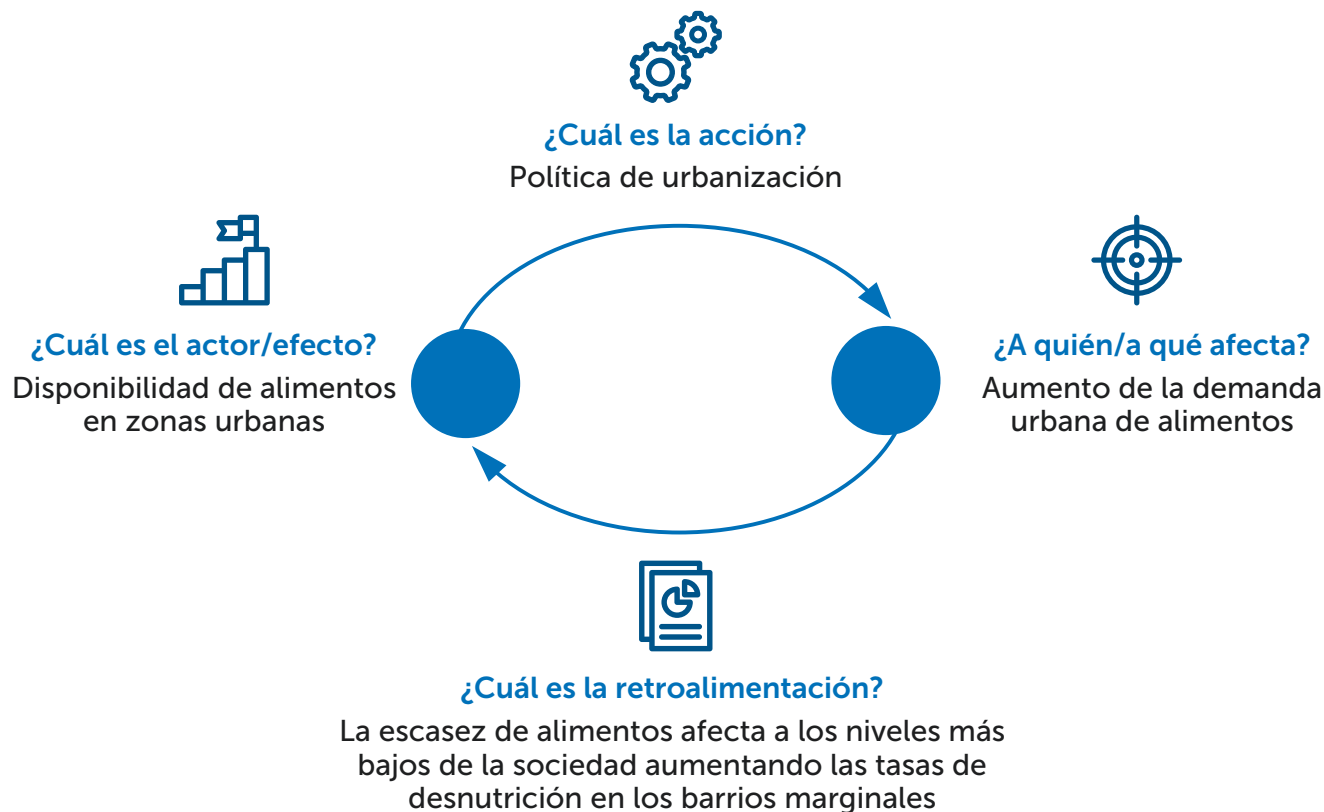 ¿Cuál es la acción?
Política de urbanización
¿Cuál es el actor/efecto?
Disponibilidad de alimentos
en zonas urbanas
¿A quién/a qué afecta?
Aumento de la demanda
urbana de alimentos
¿Cuál es la retroalimentación?
La escasez de alimentos afecta a los niveles más
bajos de la sociedad aumentando las tasas de
desnutrición en los barrios marginales